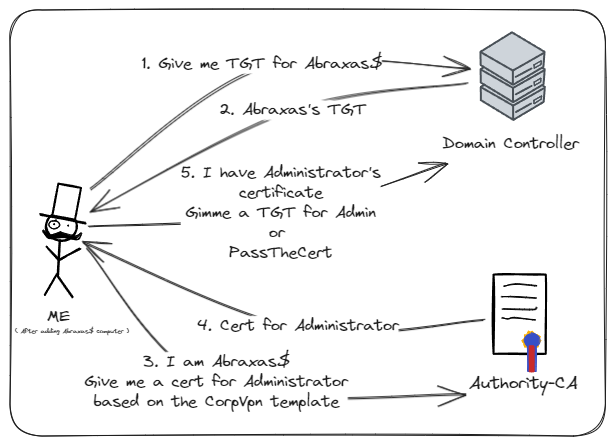 1. Give me TGT for Abraxas$
2. Abraxas's TGT
Domain Controller
5. I have Administrator's
certificate
Gimme a TGT for Admin
or
PassTheCert
ME
( After adding Abraxas$ computer )
4. Cert for Administrator
3. I am Abraxas$
Give me a cert for Administrator
based on the CorpVpn template
Authority-CA